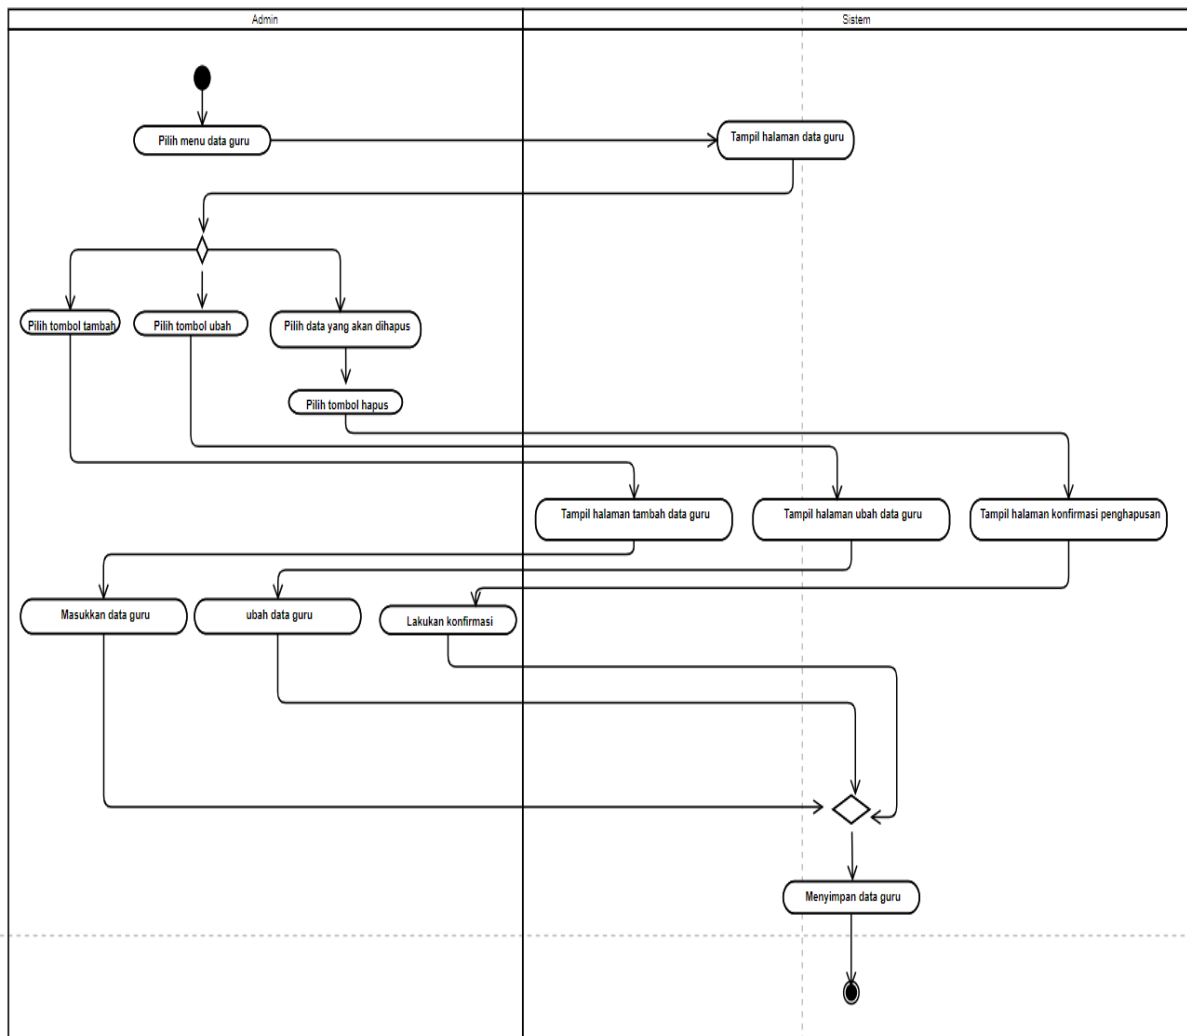 Admin
Sistem
Pilih menu data guru
Tampil halaman data guru
Pilih tombol tambah
Pilih tombol ubah
Pilih data yang akan dihapus
Pilih tombol hapus
Tampil halaman tambah data guru
Tampil halaman ubah data guru
Tampil halaman konfirmasi penghapusan
Masukkan data guru
ubah data guru
Lakukan konfirmasi
Menyimpan data guru